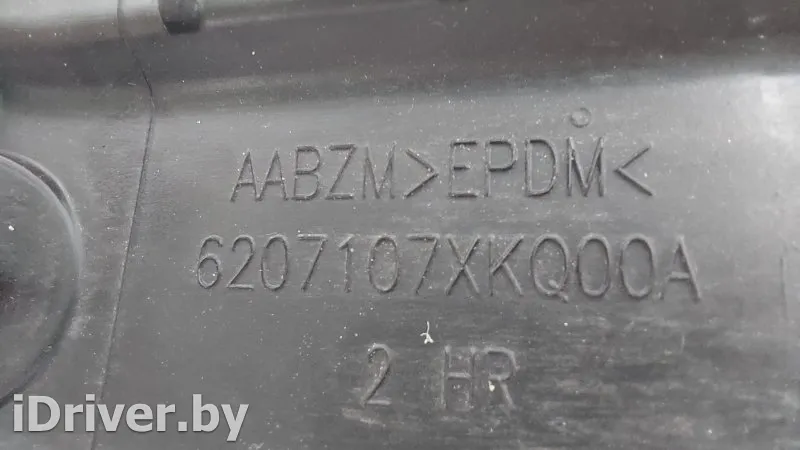 AABZM>EPDM<
6207107XKQ00A
2 HR
iDriver.by